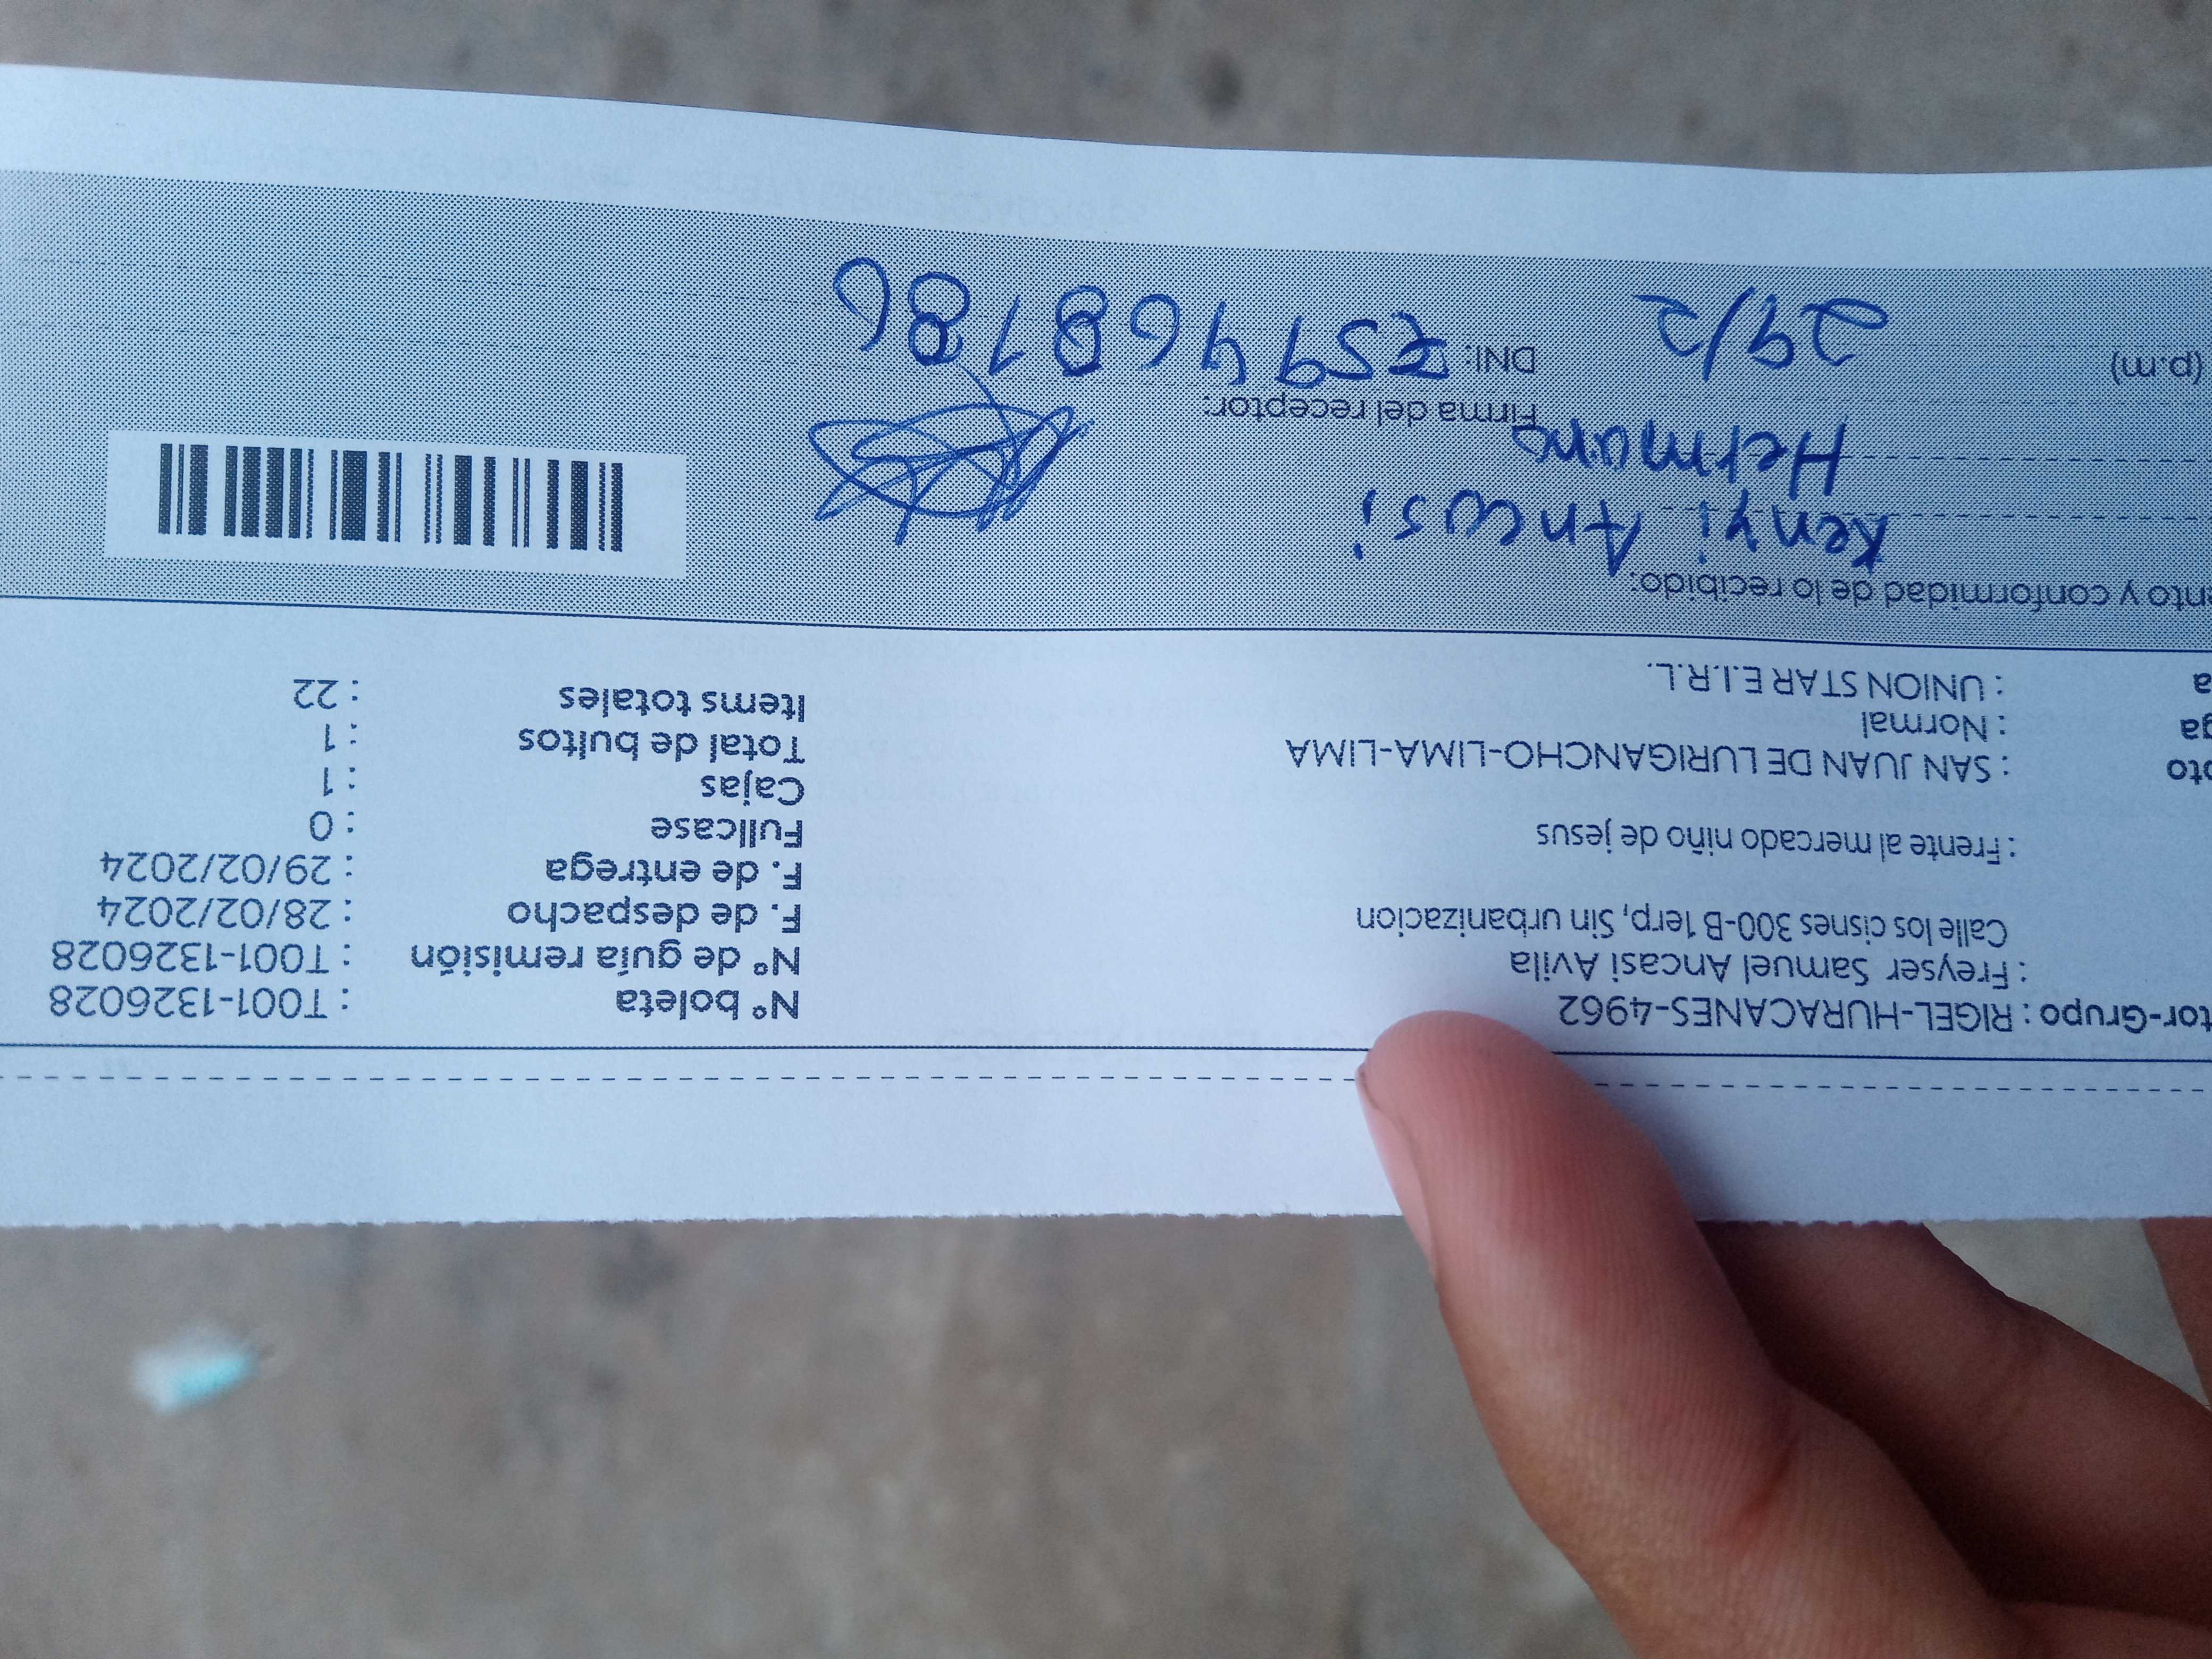 tor-Grupo : RIGEL-HURACANES-4962
: Freyser Samuel Ancasi Avila
Calle los cisnes 300-B 1erp, Sin urbanizacion
: Frente al mercado niño de jesus
oto : SAN JUAN DE LURIGANCHO-LIMA-LIMA
ga : Normal
a : UNION STAR E.I.R.L.
Nº boleta : T001-1326028
Nº de guía remisión : T001-1326028
F. de despacho : 28/02/2024
F. de entrega : 29/02/2024
Fullcase : 0
Cajas : 1
Total de bultos : 1
Items totales : 22
nto y conformidad de lo recibido:
Kenyi Ancasi
Hermano
Firma del receptor:
(p.m) 29/2
DNI: